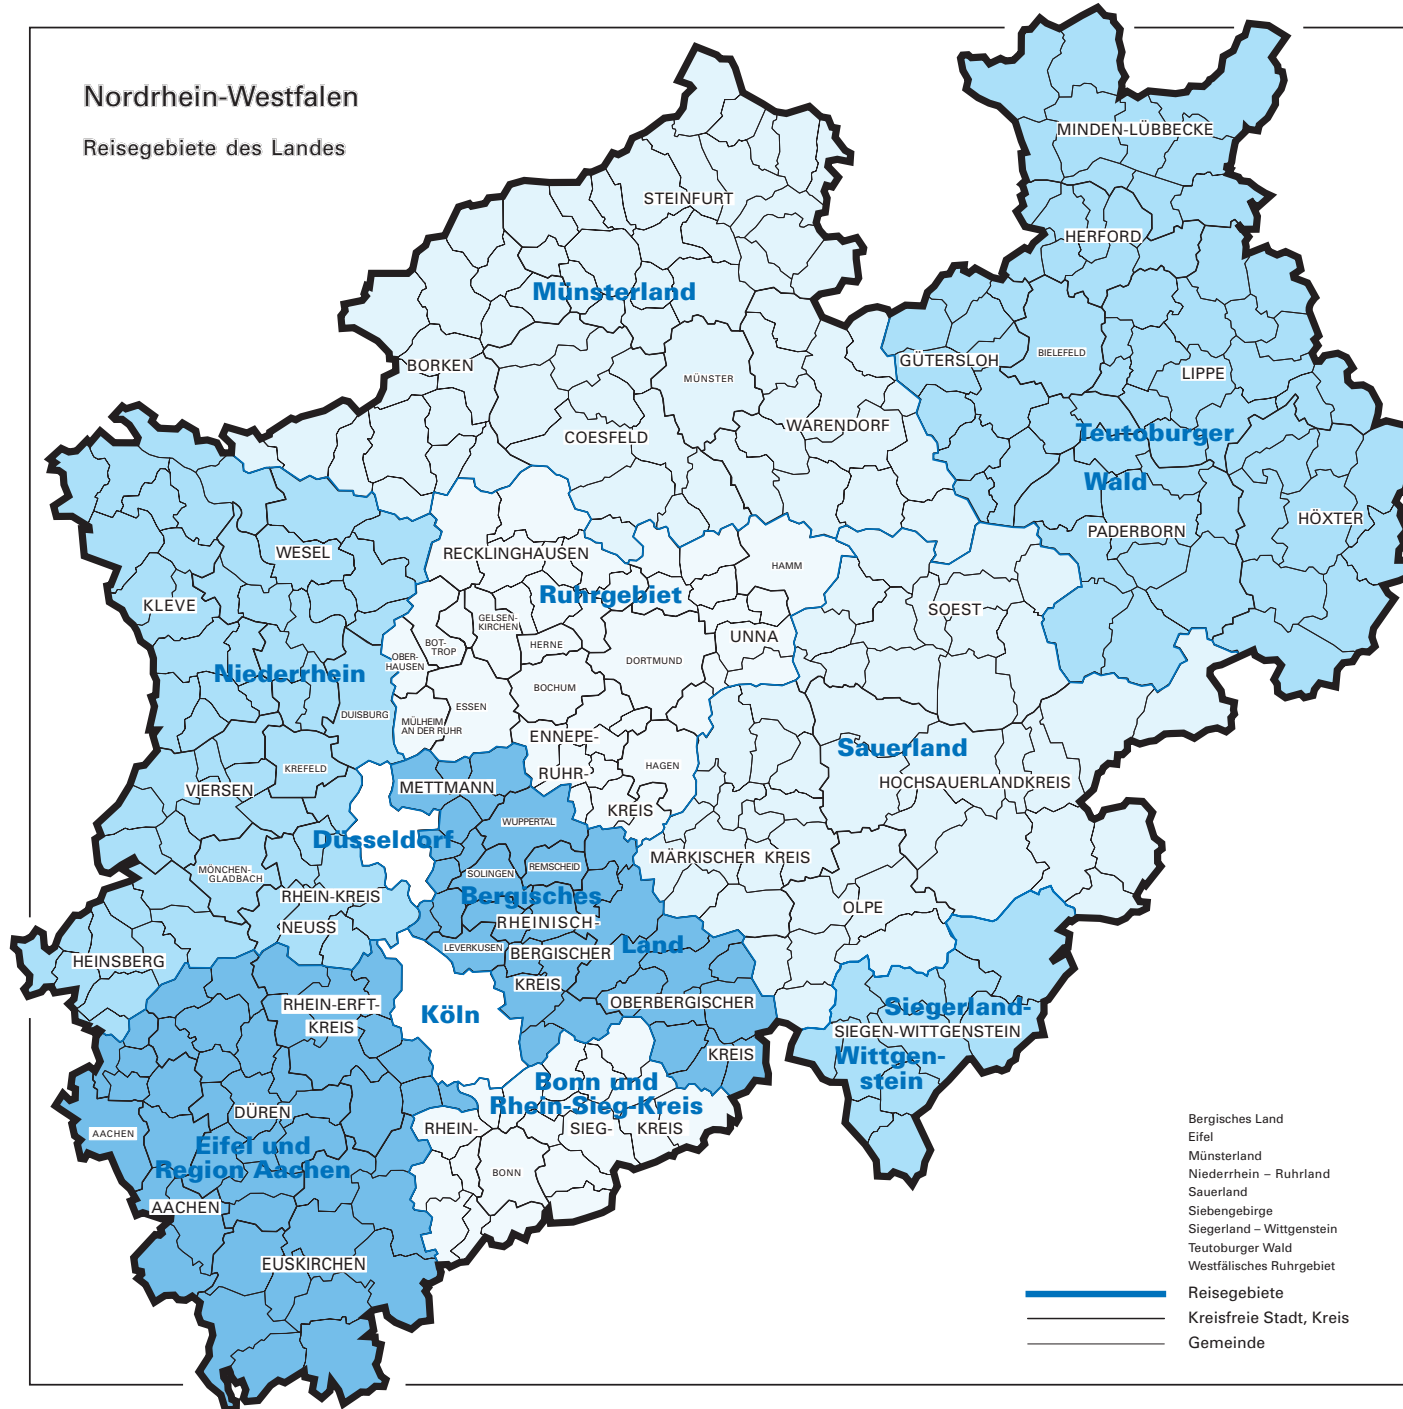 Nordrhein-Westfalen
Reisegebiete des Landes
MINDEN-LÜBBECKE
STEINFURT
HERFORD
Münsterland
BORKEN
MÜNSTER
GÜTERSLOH
BIELEFELD
LIPPE
COESFELD
WARENDORF
Teutoburger
Wald
HÖXTER
PADERBORN
WESEL
RECKLINGHAUSEN
HAMM
KLEVE
Ruhrgebiet
SOEST
GELSEN-
KIRCHEN
BOT-
TROP
HERNE
UNNA
OBER-
HAUSEN
DORTMUND
Niederrhein
BOCHUM
DUISBURG
ESSEN
MÜLHEIM
AN DER RUHR
ENNEPE-
RUHR-
KREIS
HAGEN
Sauerland
HOCHSAUERLANDKREIS
KREFELD
VIERSEN
METTMANN
WUPPERTAL
Düsseldorf
MÄRKISCHER KREIS
MÖNCHEN-
GLADBACH
SOLINGEN
REMSCHEID
RHEIN-KREIS
NEUSS
Bergisches
Land
OLPE
RHEINISCH-
BERGISCHER
KREIS
LEVERKUSEN
HEINSBERG
RHEIN-ERFT-
KREIS
Köln
OBERBERGISCHER
KREIS
Siegerland-
SIEGEN-WITTGENSTEIN
Wittgen-
stein
Bonn und
Rhein-Sieg-Kreis
DÜREN
RHEIN-
SIEG-
KREIS
AACHEN
Eifel und
Region Aachen
BONN
AACHEN
EUSKIRCHEN
Bergisches Land
Eifel
Münsterland
Niederrhein – Ruhrland
Sauerland
Siebengebirge
Siegerland – Wittgenstein
Teutoburger Wald
Westfälisches Ruhrgebiet
Reisegebiete
Kreisfreie Stadt, Kreis
Gemeinde